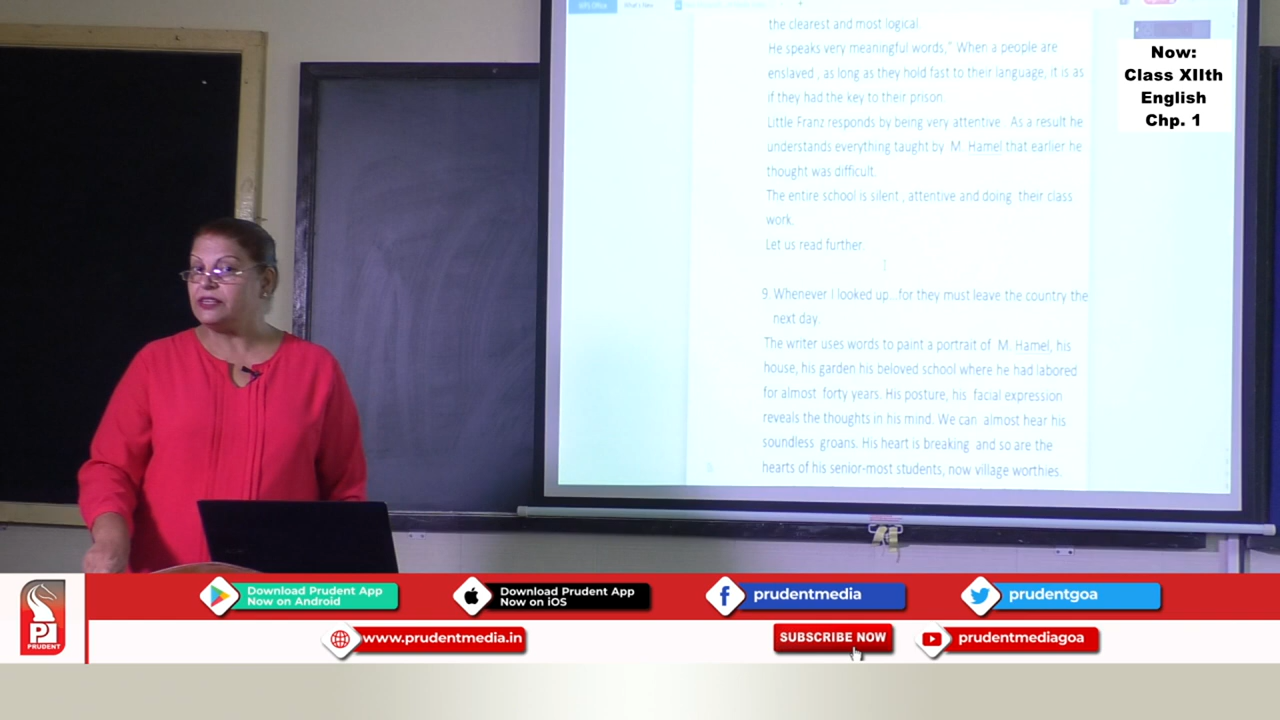 WPS Office
What's New
the clearest and most logical
He speaks very meaningful words," When a people are
enslaved , as long as they hold fast to their language, it is as
if they had the key to their prison
Little Franz responds by being very attentive. As a result he
understands everything taught by M. Hamel that earlier he
thought was difficult.
The entire school is silent , attentive and doing their class
work.
Let us read further.
9. Whenever I looked up...for they must leave the country the
next day.
The writer uses words to paint a portrait of M. Hamel, his
house, his garden his beloved school where he had labored
for almost forty years. His posture, his facial expression
reveals the thoughts in his mind. We can almost hear his
soundless groans. His heart is breaking and so are the
hearts of his senior-most students, now village worthies.
Now:
Class XIIth
English
Chp. 1
PRUDENT
Download Prudent App
Now on Android
Download Prudent App
Now on iOS
prudentmedia
prudentgoa
www.prudentmedia.in
SUBSCRIBE NOW
prudentmediagoa